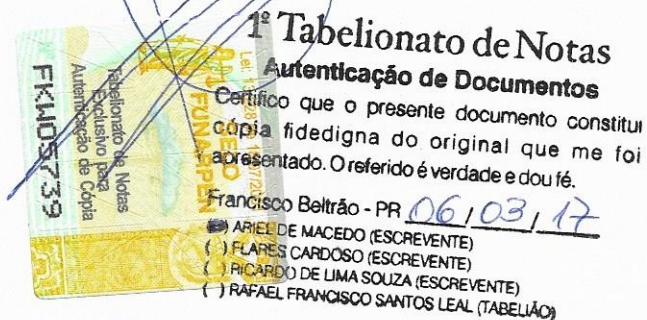 1º Tabelionato de Notas
Autenticação de Documentos
Certifico que o presente documento constitui
cópia fidedigna do original que me foi
apresentado. O referido é verdade e dou fé.
Francisco Beltrão - PR 06 / 03 / 17
ARIEL DE MACEDO (ESCREVENTE)
( ) FLARES CARDOSO (ESCREVENTE)
( ) RICARDO DE LIMA SOUZA (ESCREVENTE)
( ) RAFAEL FRANCISCO SANTOS LEAL (TABELIÃO)
SELO
FUNARPEN
Tabelionato de Notas
Exclusivo para
Autenticação de Cópia
FKW05739